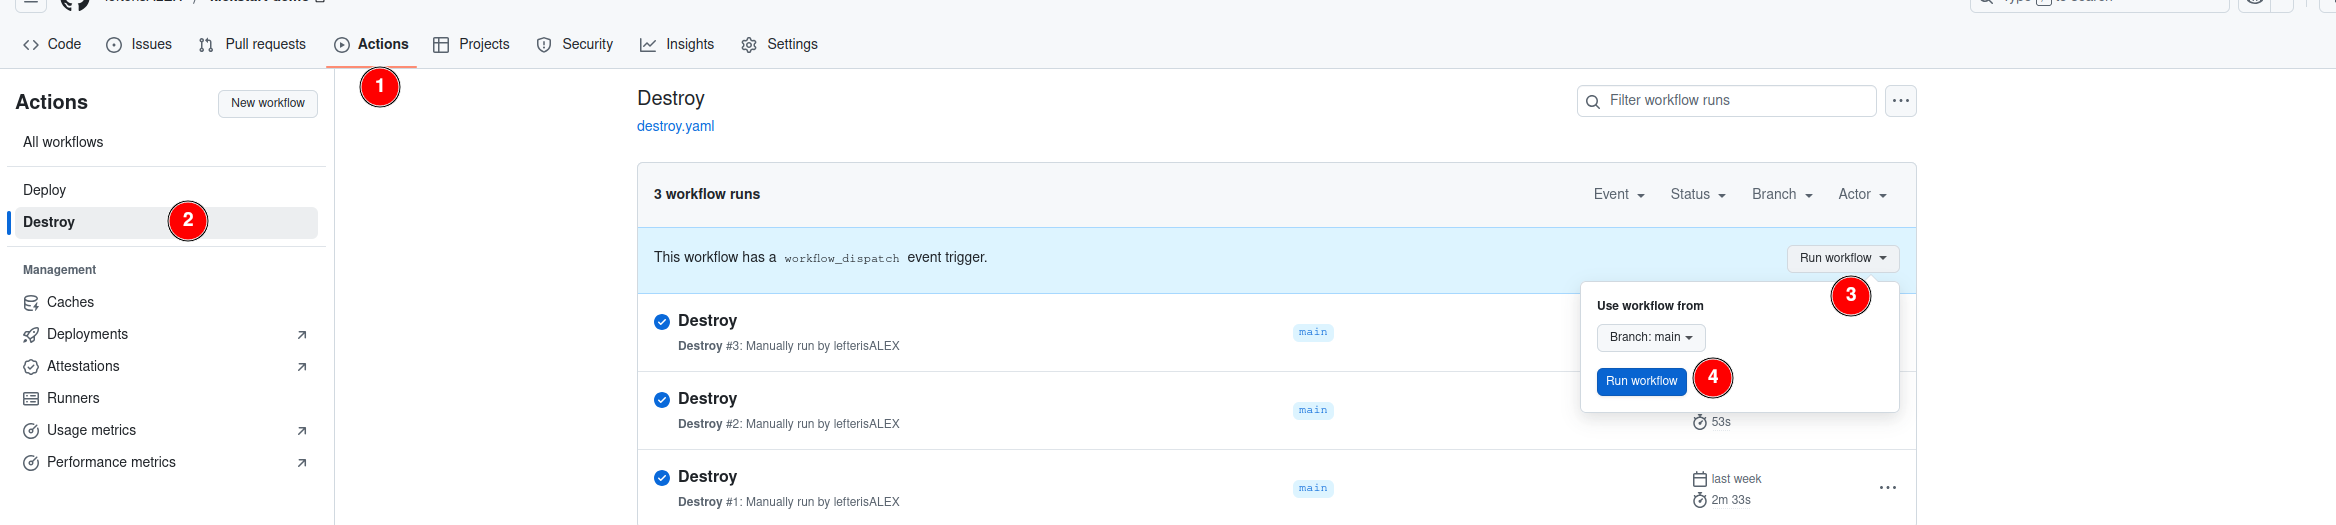 Code Issues Pull requests Actions Projects Security Insights Settings
1
Actions New workflow
All workflows
Deploy
Destroy 2
Management
Caches
Deployments
Attestations
Runners
Usage metrics
Performance metrics
Destroy
destroy.yaml
Filter workflow runs
3 workflow runs Event Status Branch Actor
This workflow has a workflow_dispatch event trigger. Run workflow
3
Use workflow from
Branch: main
Run workflow 4
Destroy
main
Destroy #3: Manually run by lefterisALEX
Destroy
main
Destroy #2: Manually run by lefterisALEX
53s
Destroy
last week
main
Destroy #1: Manually run by lefterisALEX
2m 33s